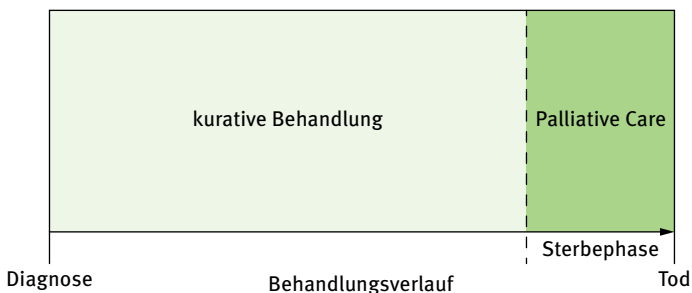 kurative Behandlung
Palliative Care
Sterbephase
Diagnose
Behandlungsverlauf
Tod